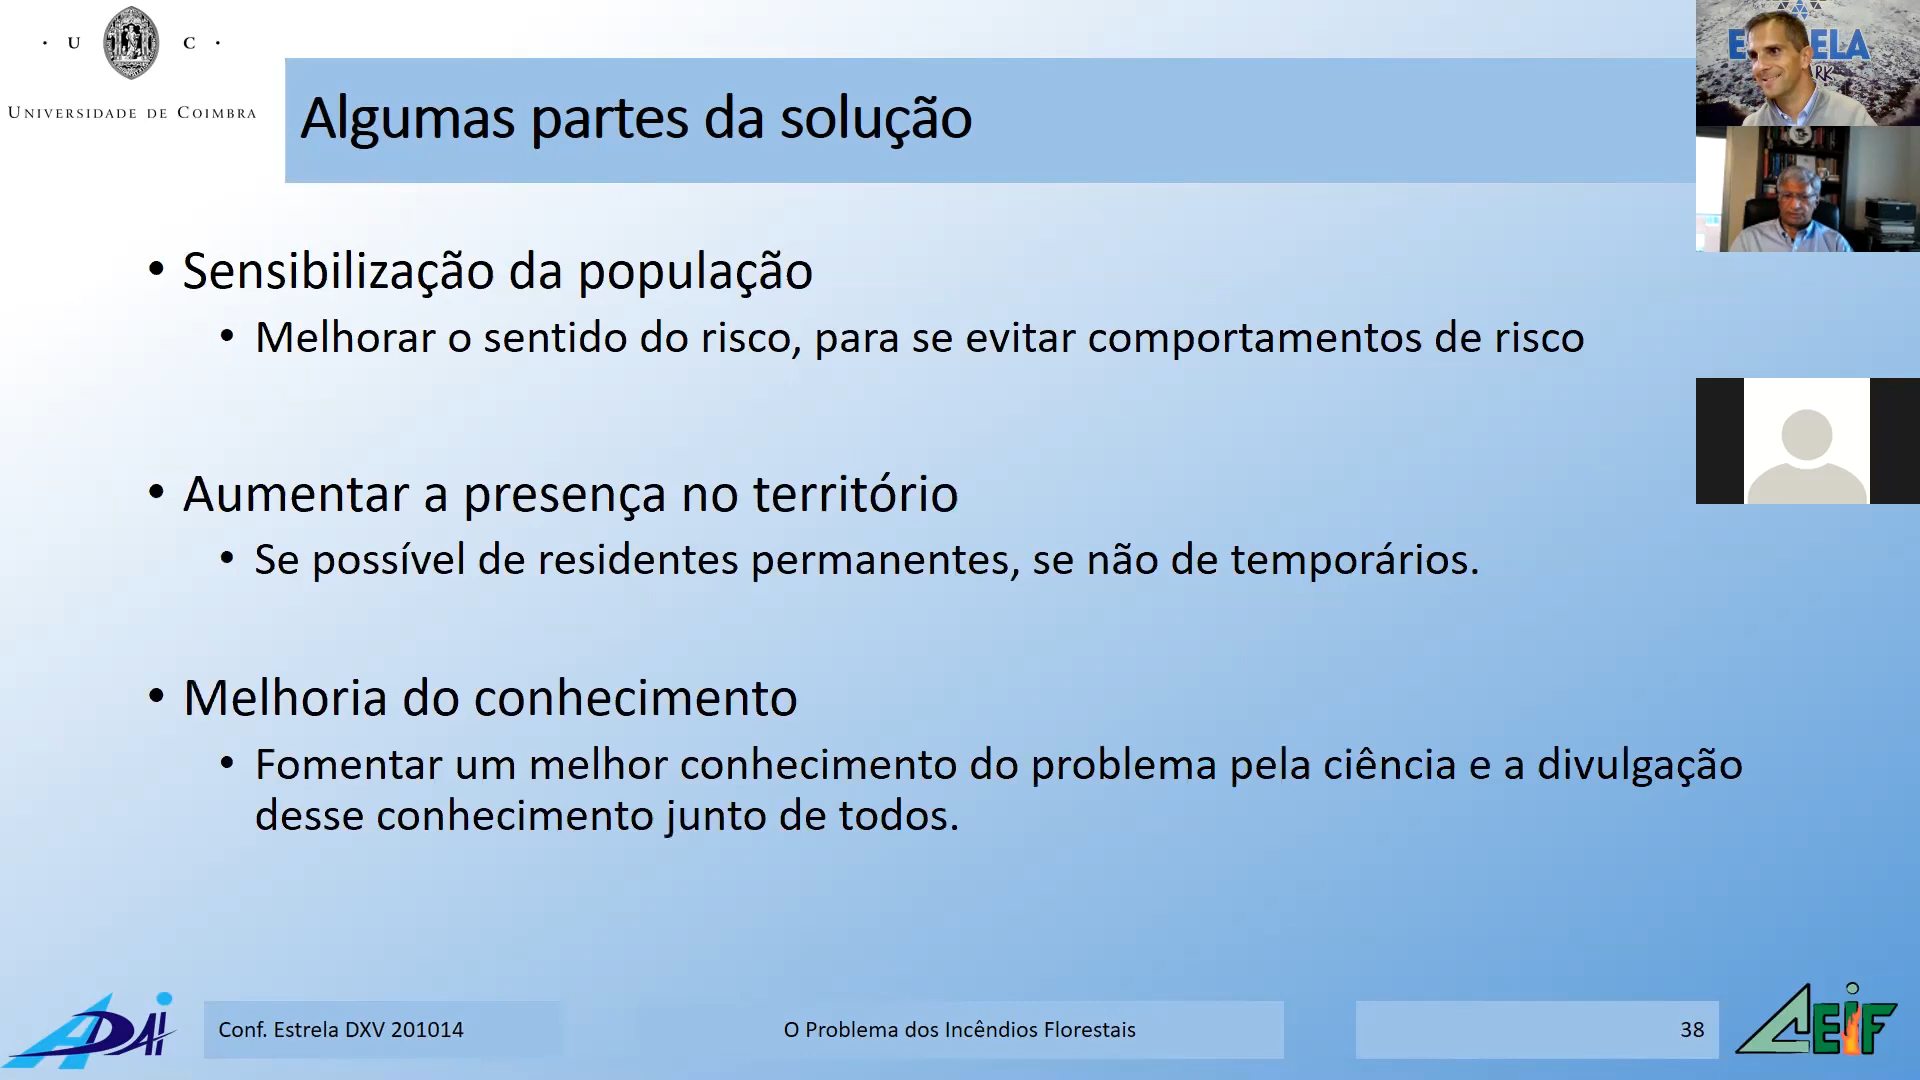 · U C ·
UNIVERSIDADE DE COIMBRA
Algumas partes da solução
• Sensibilização da população
• Melhorar o sentido do risco, para se evitar comportamentos de risco
• Aumentar a presença no território
• Se possível de residentes permanentes, se não de temporários.
• Melhoria do conhecimento
• Fomentar um melhor conhecimento do problema pela ciência e a divulgação
desse conhecimento junto de todos.
ADAI
Conf. Estrela DXV 201014
O Problema dos Incêndios Florestais
38
CEIF